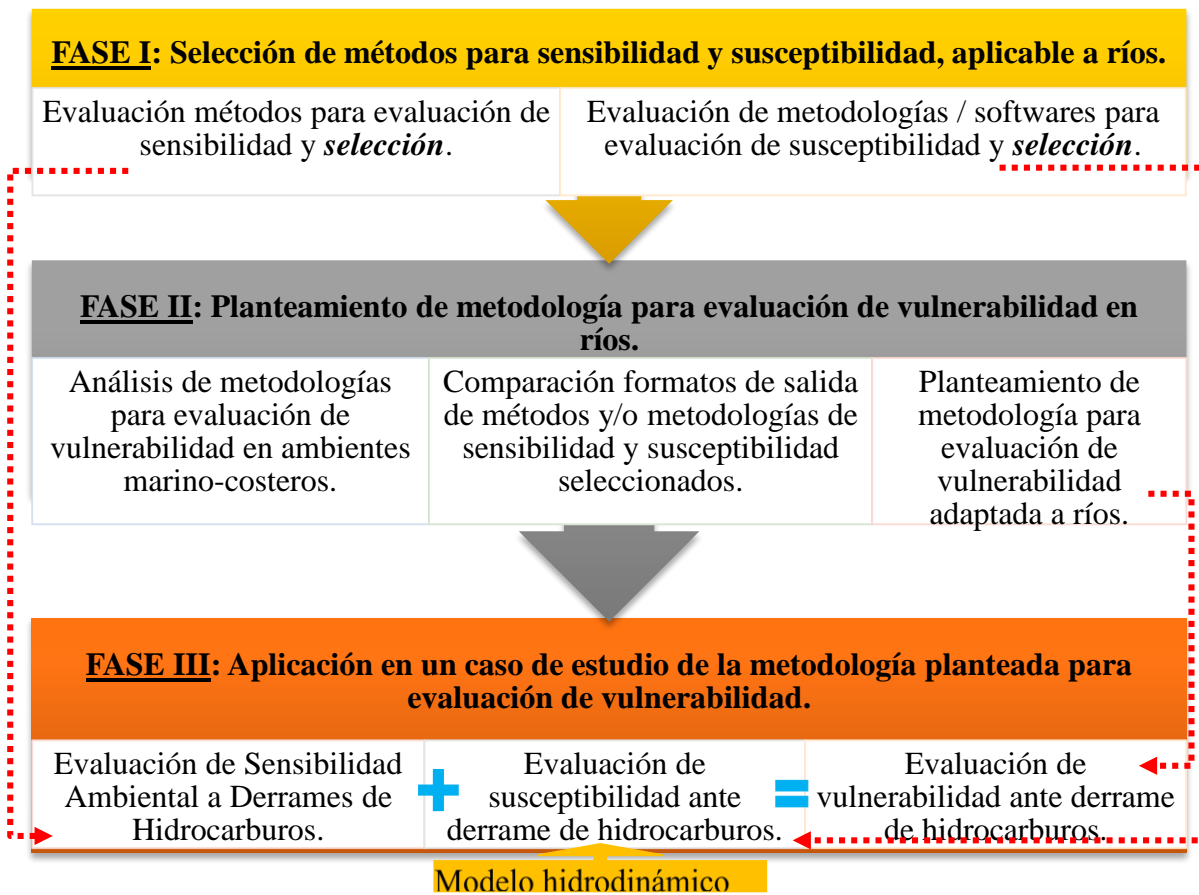 FASE I: Selección de métodos para sensibilidad y susceptibilidad, aplicable a ríos.
Evaluación métodos para evaluación de
sensibilidad y selección.
Evaluación de metodologías / softwares para
evaluación de susceptibilidad y selección.
FASE II: Planteamiento de metodología para evaluación de vulnerabilidad en
ríos.
Análisis de metodologías
para evaluación de
vulnerabilidad en ambientes
marino-costeros.
Comparación formatos de salida
de métodos y/o metodologías de
sensibilidad y susceptibilidad
seleccionados.
Planteamiento de
metodología para
evaluación de
vulnerabilidad
adaptada a ríos.
FASE III: Aplicación en un caso de estudio de la metodología planteada para
evaluación de vulnerabilidad.
Evaluación de Sensibilidad
Ambiental a Derrames de
Hidrocarburos.
+
Evaluación de
susceptibilidad ante
derrame de hidrocarburos.
=
Evaluación de
vulnerabilidad ante derrame
de hidrocarburos.
Modelo hidrodinámico